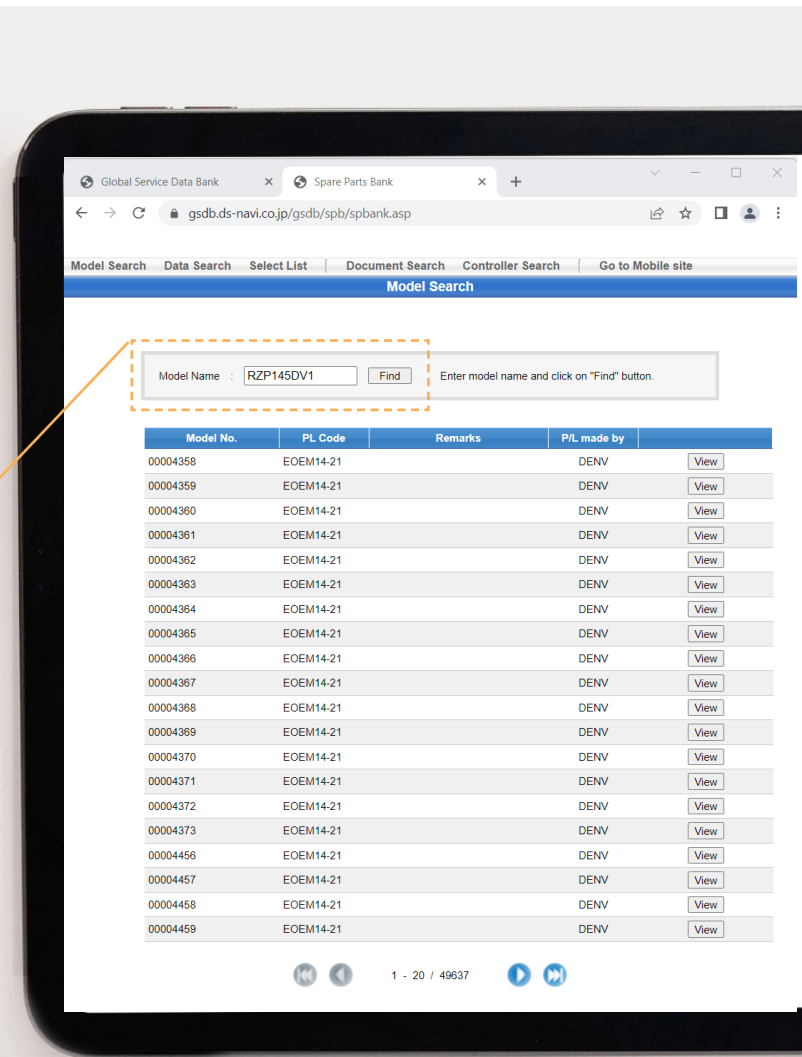 Global Service Data Bank
Spare Parts Bank
gsdb.ds-navi.co.jp/gsdb/spb/spbank.asp
Model Search Data Search Select List Document Search Controller Search Go to Mobile site
Model Search
Model Name : RZP145DV1 Find Enter model name and click on "Find" button.
Model No. PL Code Remarks P/L made by
00004358 EOEM14-21 DENV View
00004359 EOEM14-21 DENV View
00004360 EOEM14-21 DENV View
00004361 EOEM14-21 DENV View
00004362 EOEM14-21 DENV View
00004363 EOEM14-21 DENV View
00004364 EOEM14-21 DENV View
00004365 EOEM14-21 DENV View
00004366 EOEM14-21 DENV View
00004367 EOEM14-21 DENV View
00004368 EOEM14-21 DENV View
00004369 EOEM14-21 DENV View
00004370 EOEM14-21 DENV View
00004371 EOEM14-21 DENV View
00004372 EOEM14-21 DENV View
00004373 EOEM14-21 DENV View
00004456 EOEM14-21 DENV View
00004457 EOEM14-21 DENV View
00004458 EOEM14-21 DENV View
00004459 EOEM14-21 DENV View
1 - 20 / 49637